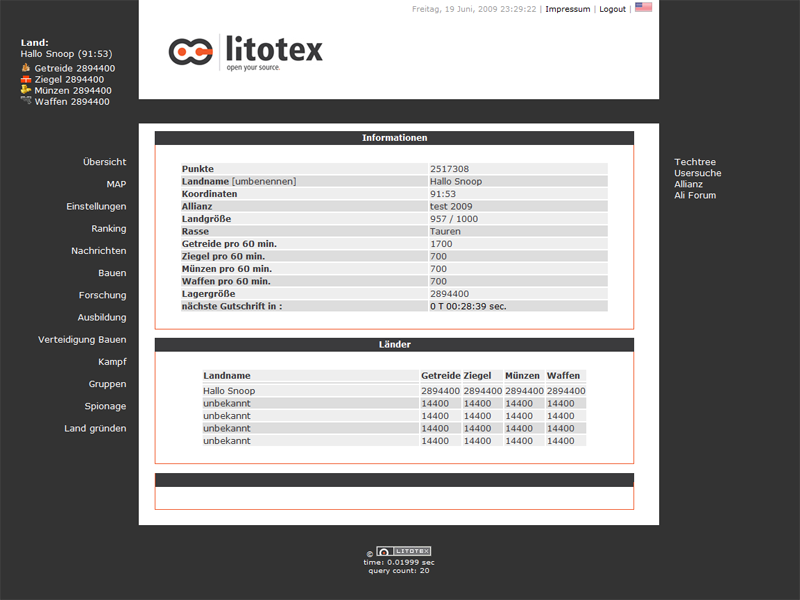 Freitag, 19 Juni, 2009 23:29:22 | Impressum | Logout |
litotex
open your source.
Land:
Hallo Snoop (91:53)
Getreide 2894400
Ziegel 2894400
Münzen 2894400
Waffen 2894400
Übersicht
MAP
Einstellungen
Ranking
Nachrichten
Bauen
Forschung
Ausbildung
Verteidigung Bauen
Kampf
Gruppen
Spionage
Land gründen
Informationen
Punkte 2517308
Landname [umbenennen] Hallo Snoop
Koordinaten 91:53
Allianz test 2009
Landgröße 957 / 1000
Rasse Tauren
Getreide pro 60 min. 1700
Ziegel pro 60 min. 700
Münzen pro 60 min. 700
Waffen pro 60 min. 700
Lagergröße 2894400
nächste Gutschrift in : 0 T 00:28:39 sec.
Länder
Landname Getreide Ziegel Münzen Waffen
Hallo Snoop 2894400 2894400 2894400 2894400
unbekannt 14400 14400 14400 14400
unbekannt 14400 14400 14400 14400
unbekannt 14400 14400 14400 14400
unbekannt 14400 14400 14400 14400
Techtree
Usersuche
Allianz
Ali Forum
© LITOTEX
time: 0.01999 sec
query count: 20